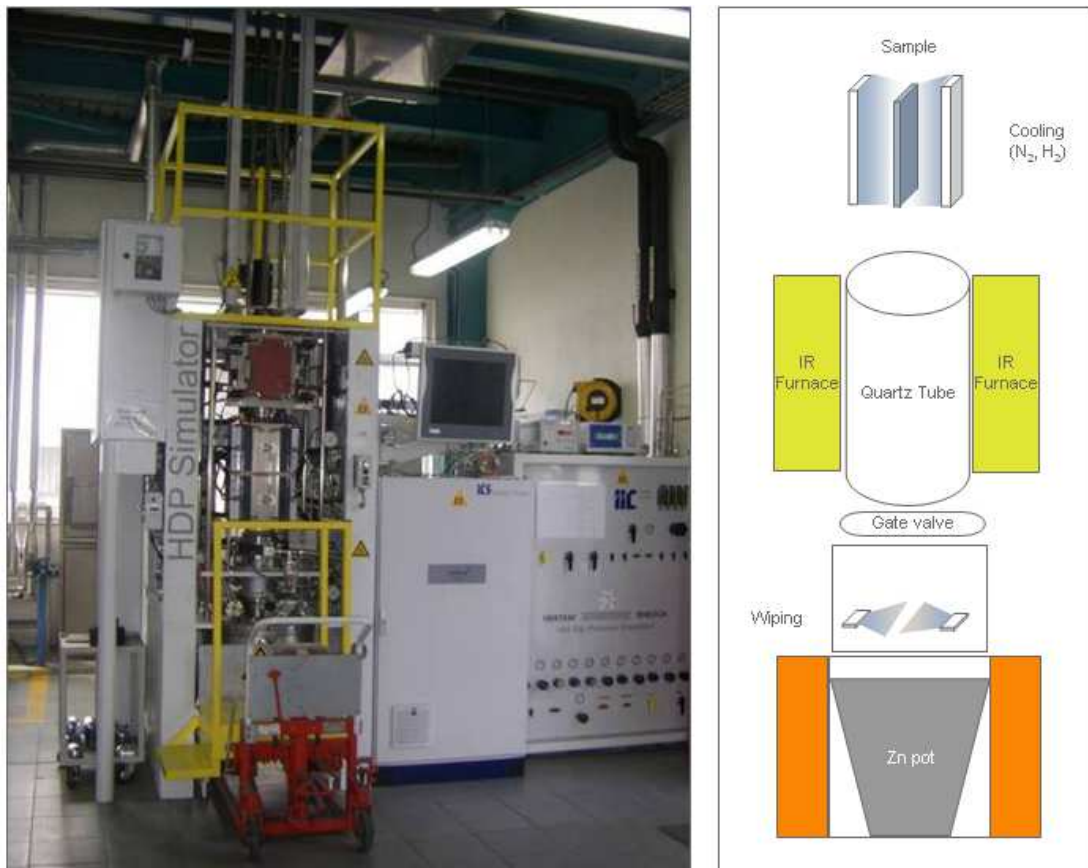 HDP Simulator
ICS
iiC
Sample
Cooling
(N₂, H₂)
IR
Furnace
Quartz Tube
IR
Furnace
Gate valve
Wiping
Zn pot